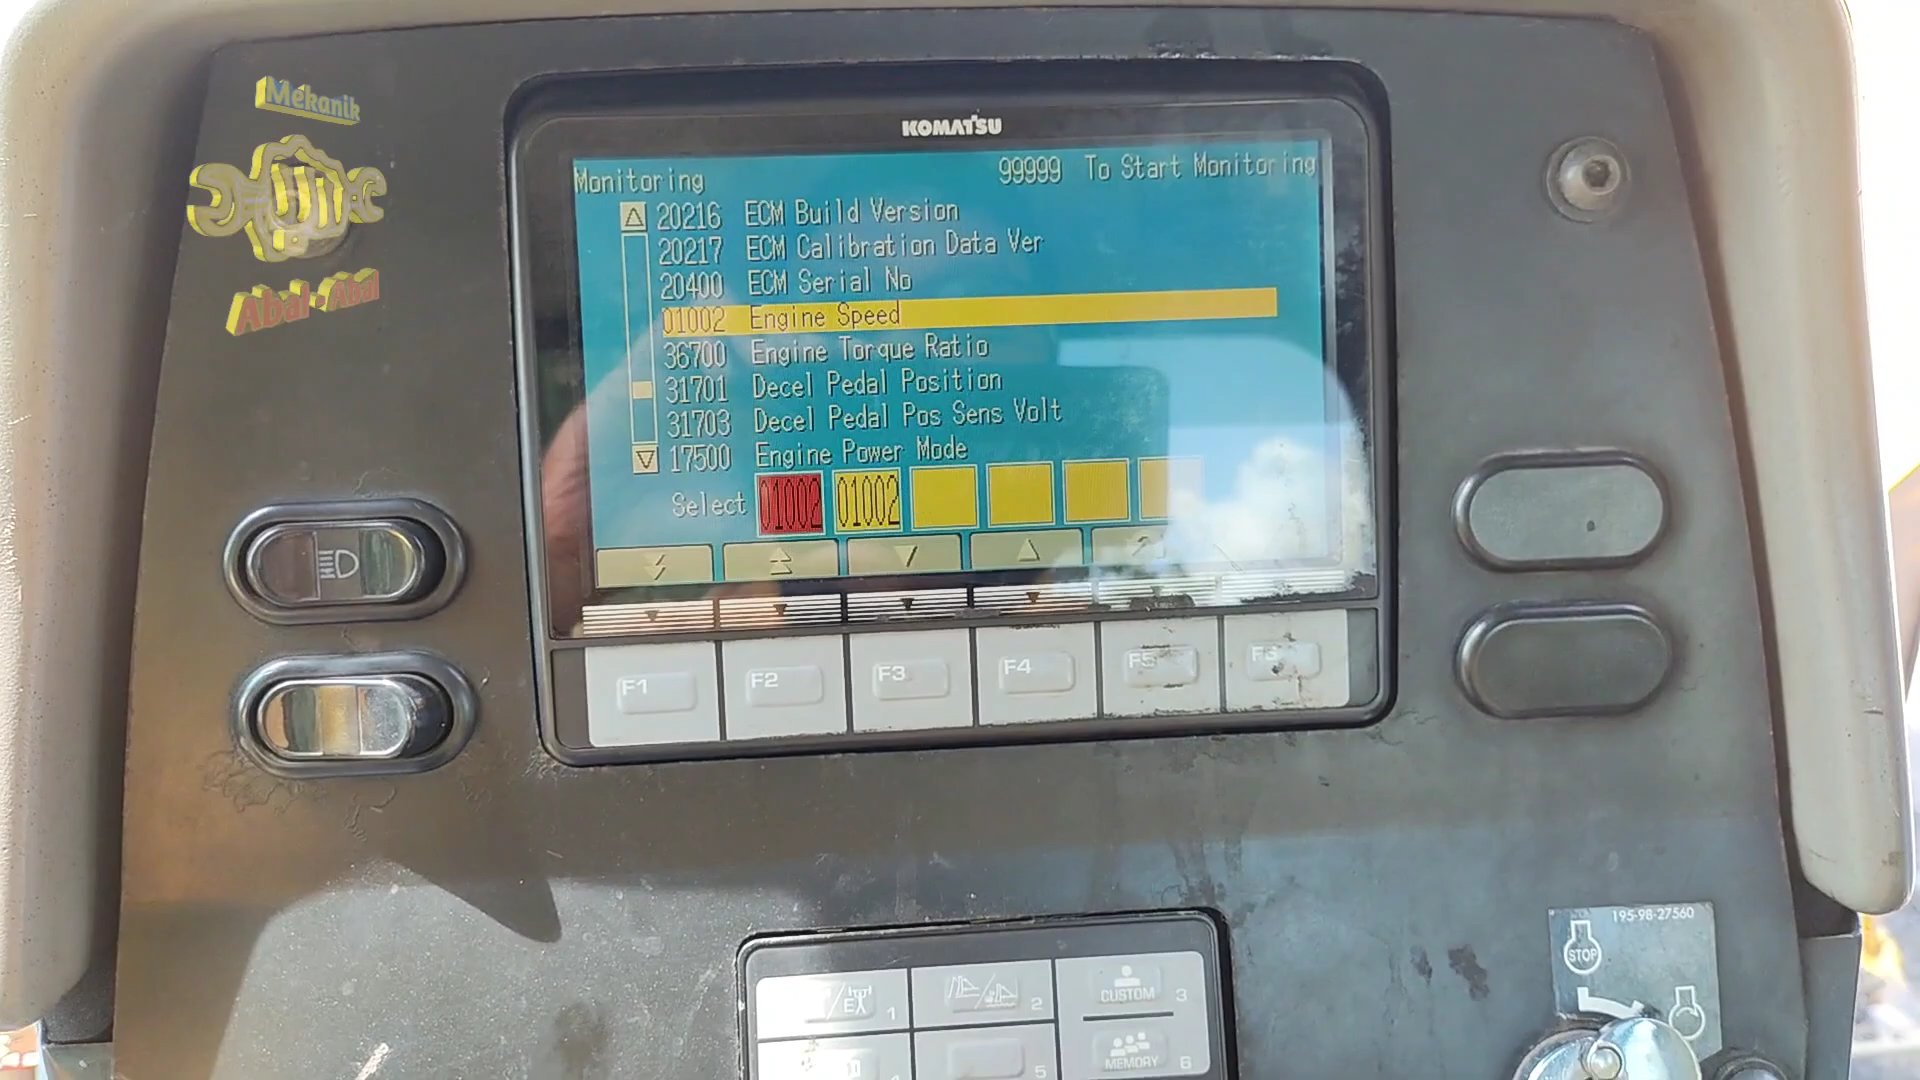 Mekanik
Abal-Abal
KOMATSU
Monitoring 99999 To Start Monitoring
20216 ECM Build Version
20217 ECM Calibration Data Ver
20400 ECM Serial No
01002 Engine Speed
36700 Engine Torque Ratio
31701 Decel Pedal Position
31703 Decel Pedal Pos Sens Volt
17500 Engine Power Mode
Select 01002 01002
F1 F2 F3 F4 F5 F6
1 2 CUSTOM 3
5 MEMORY 6
195-98-27560
STOP